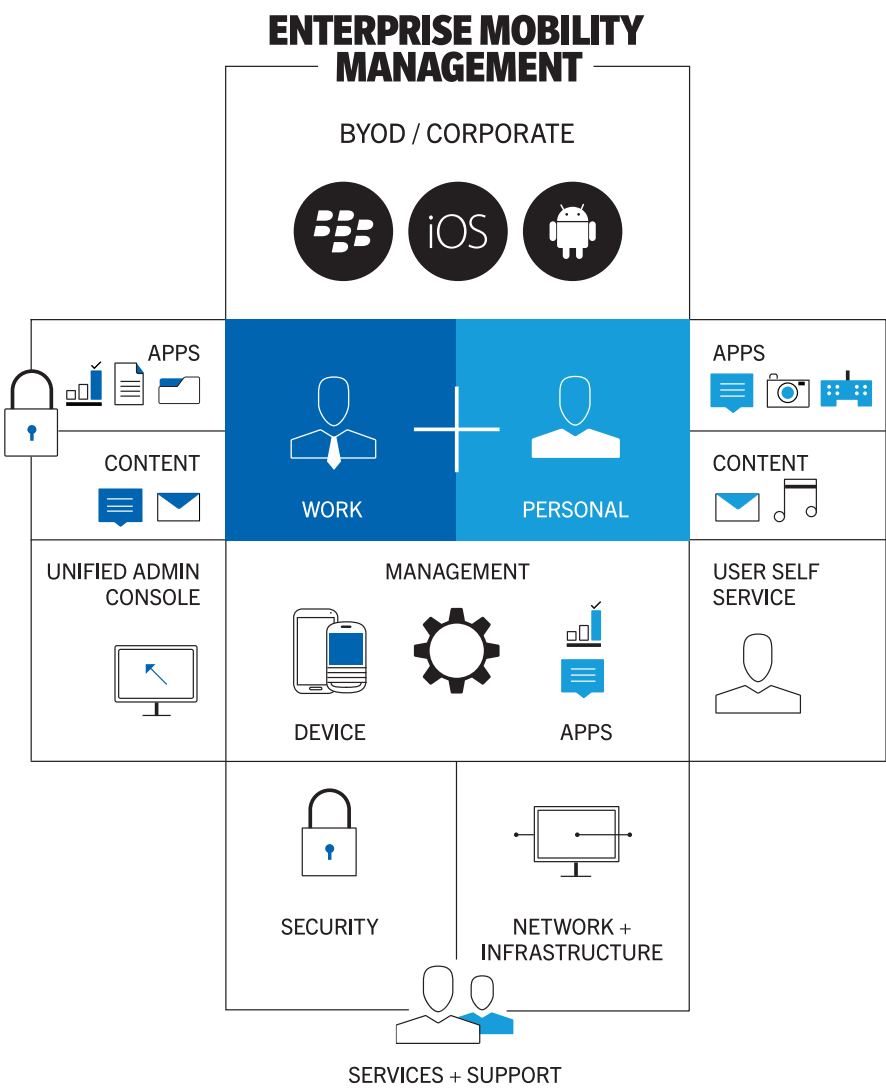 ENTERPRISE MOBILITY
MANAGEMENT
BYOD / CORPORATE
iOS
APPS
CONTENT
WORK
PERSONAL
APPS
CONTENT
UNIFIED ADMIN
CONSOLE
MANAGEMENT
DEVICE
APPS
USER SELF
SERVICE
SECURITY
NETWORK +
INFRASTRUCTURE
SERVICES + SUPPORT